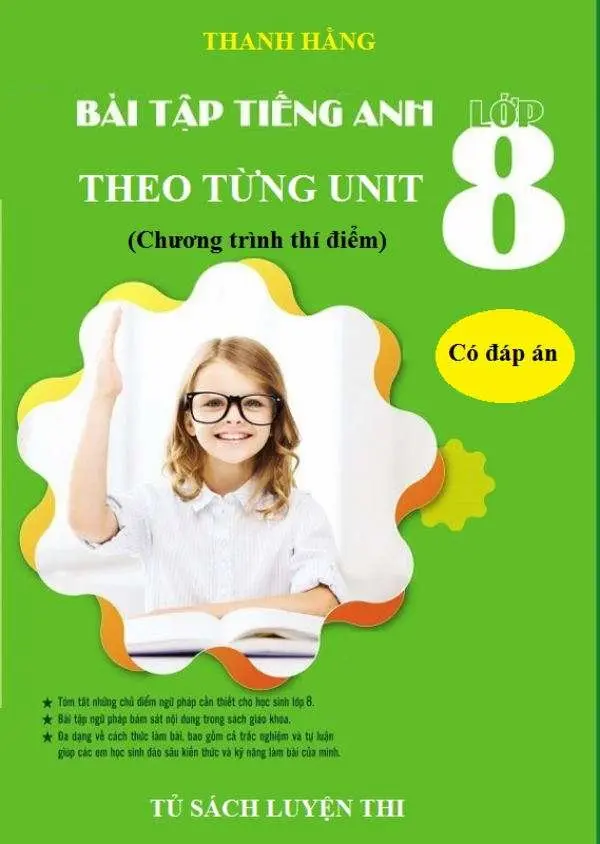 THANH HẰNG
BÀI TẬP TIẾNG ANH LỚP
8
THEO TỪNG UNIT
(Chương trình thí điểm)
Có đáp án
★ Tóm tắt những chủ điểm ngữ pháp cần thiết cho học sinh lớp 8.
★ Bài tập ngữ pháp bám sát nội dung trong sách giáo khoa.
★ Đa dạng về cách thức làm bài, bao gồm cả trắc nghiệm và tự luận
giúp các em học sinh đào sâu kiến thức và kỹ năng làm bài của mình.
TỦ SÁCH LUYỆN THI